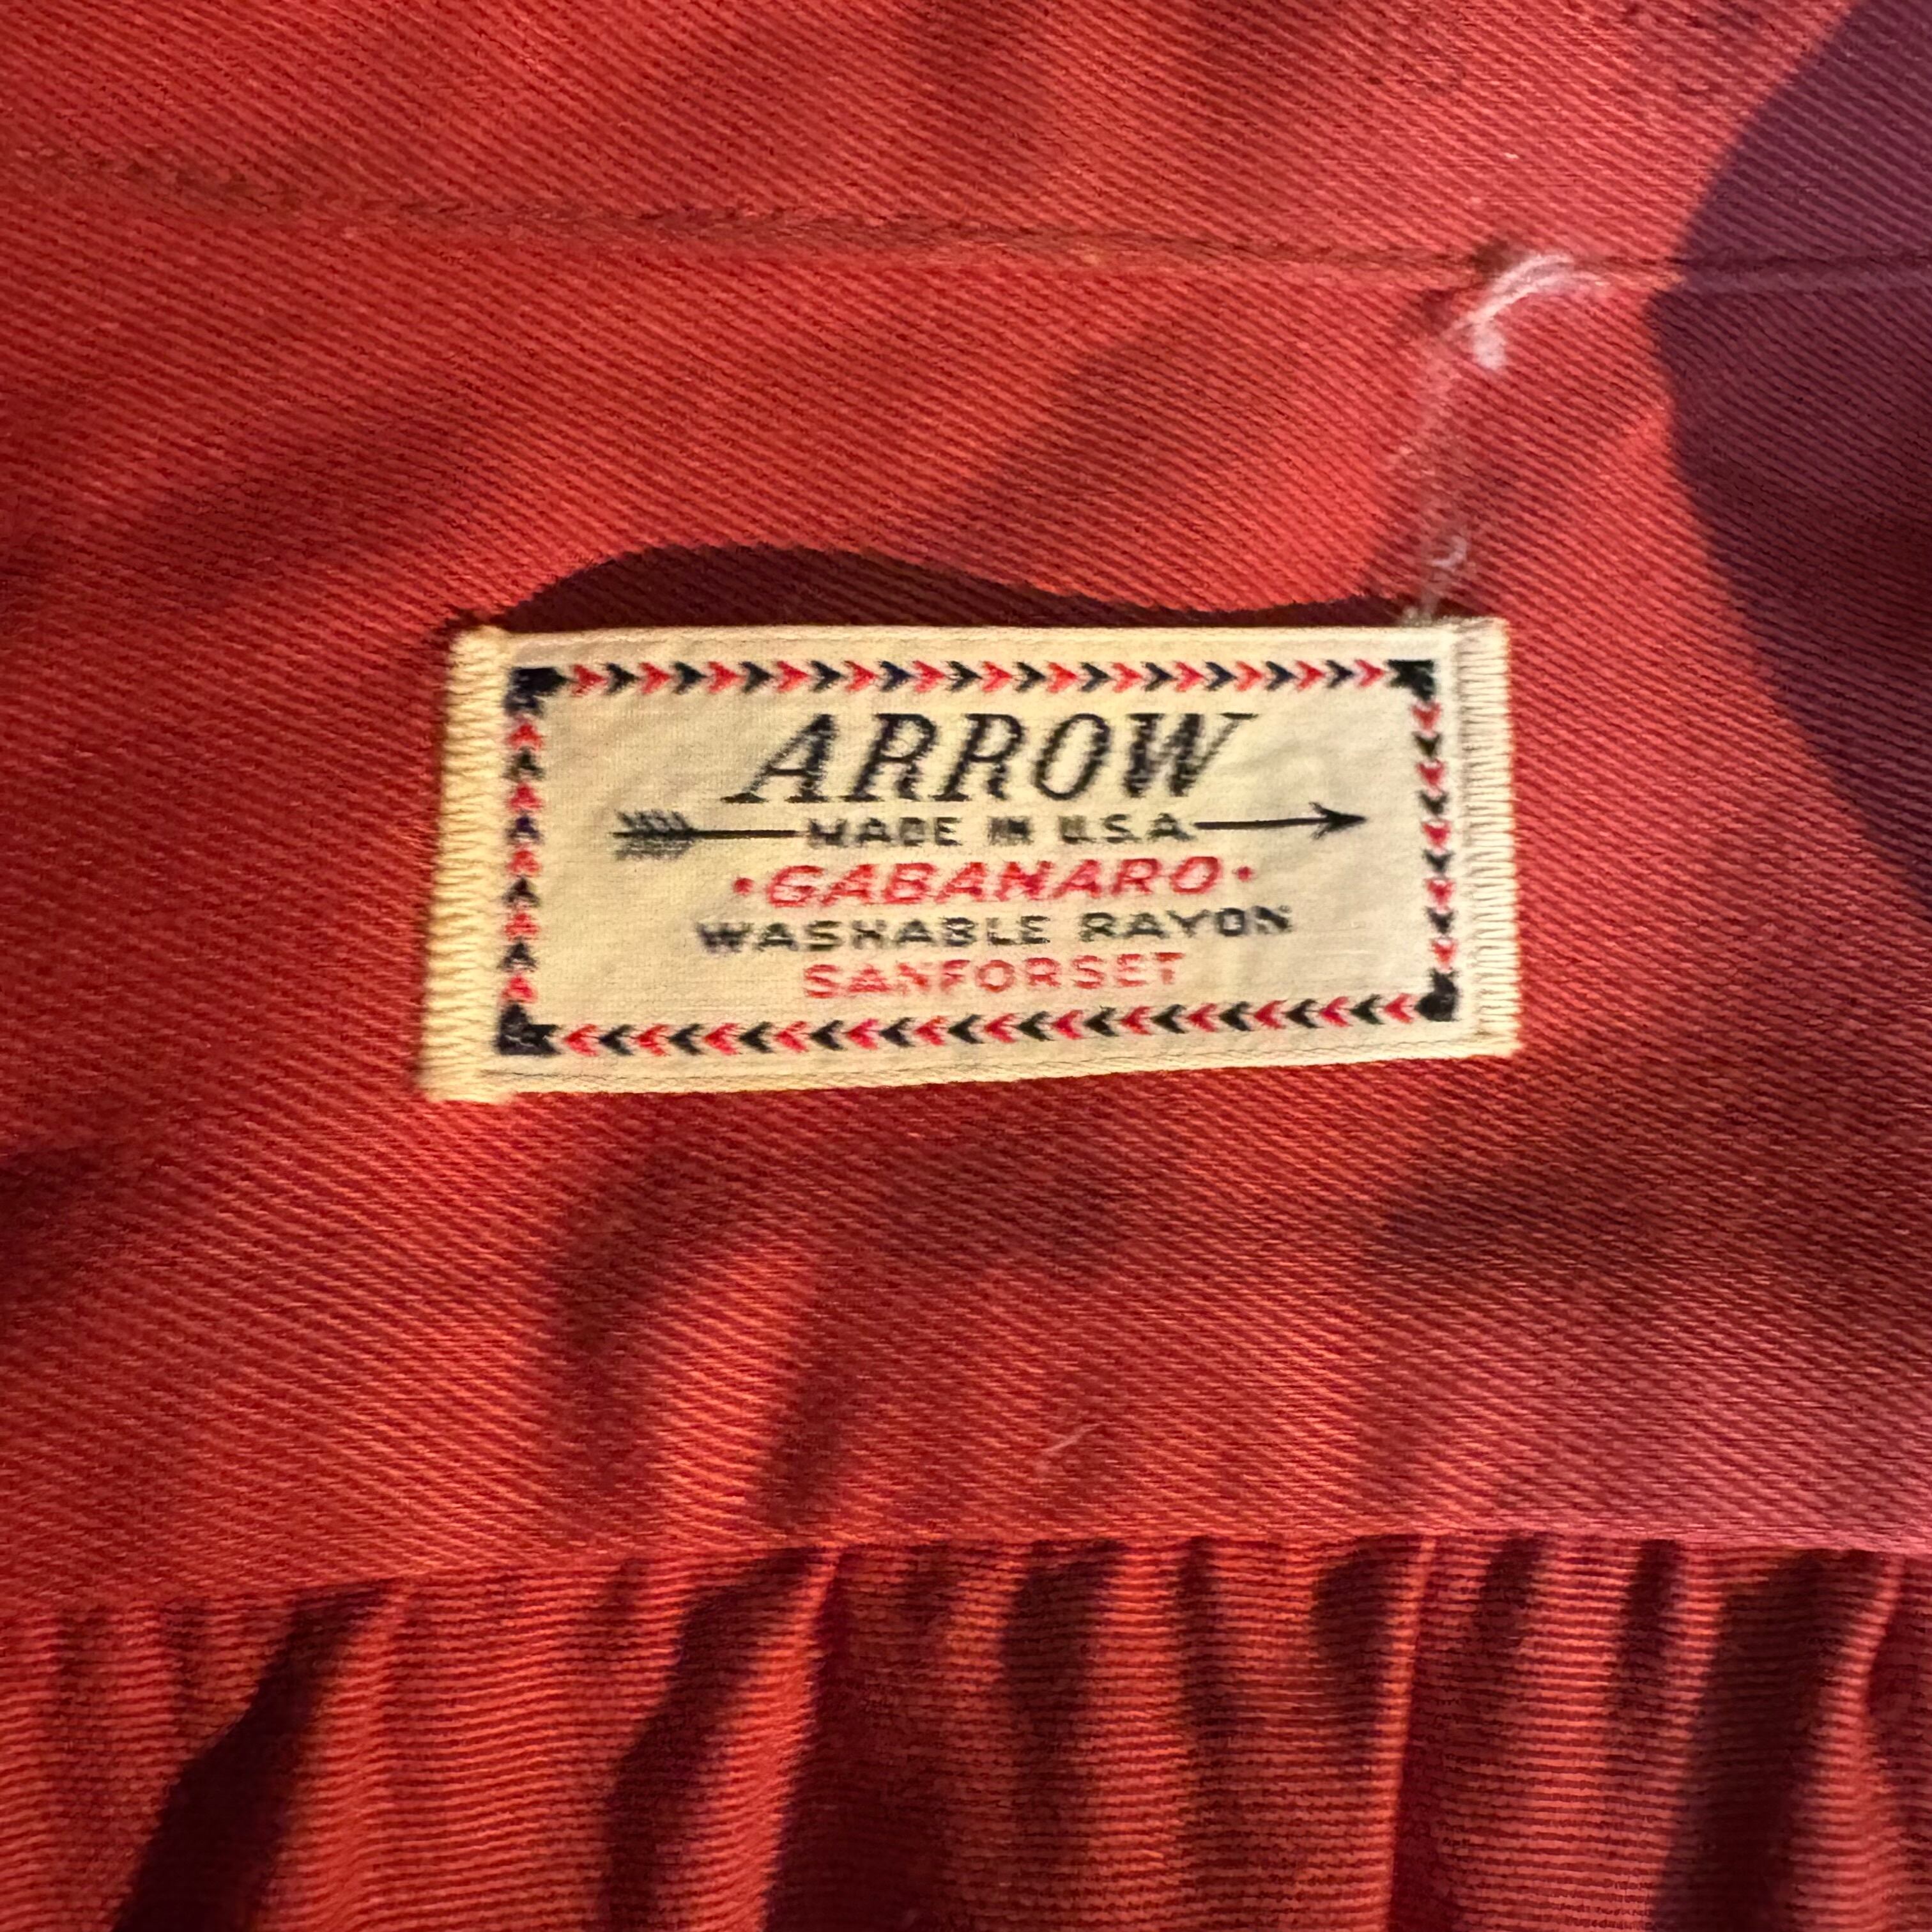 ARROW
MADE IN U.S.A.
·GABANARO·
WASHABLE RAYON
SANFORSET